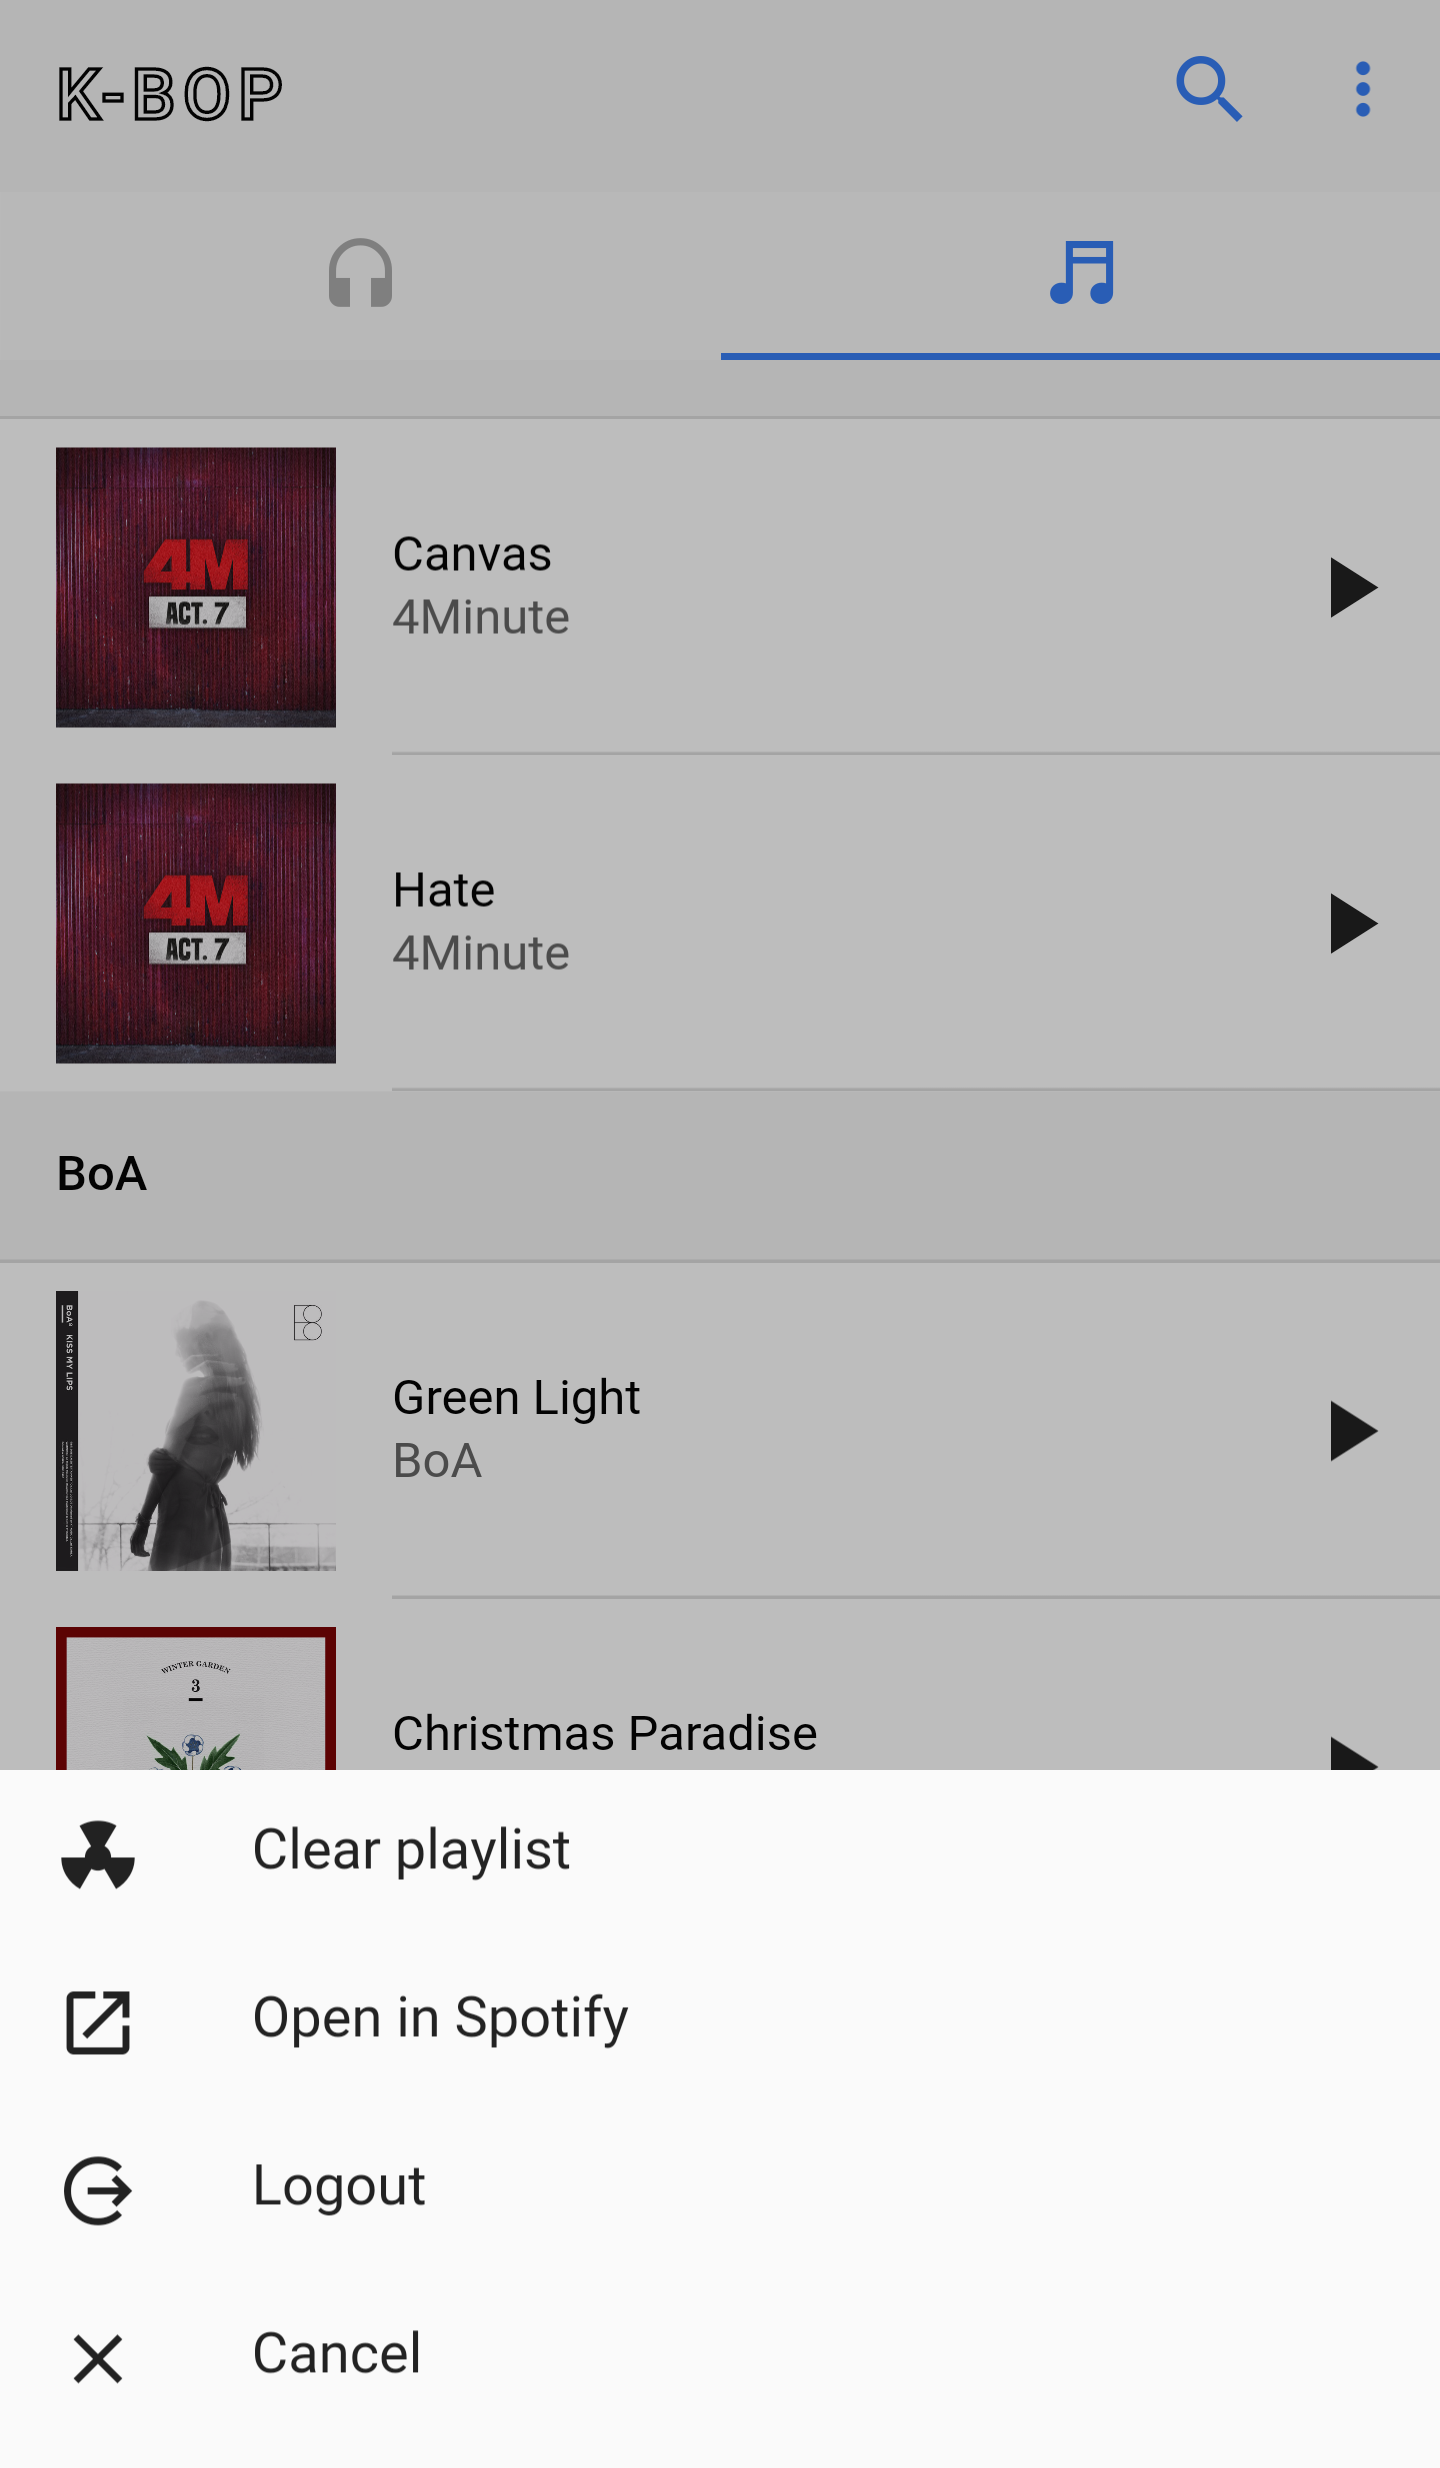 K-BOP
4M
ACT. 7
Canvas
4Minute
4M
ACT. 7
Hate
4Minute
BoA
BoA
KISS MY LIPS
Green Light
BoA
WINTER GARDEN
3
Christmas Paradise
Clear playlist
Open in Spotify
Logout
Cancel